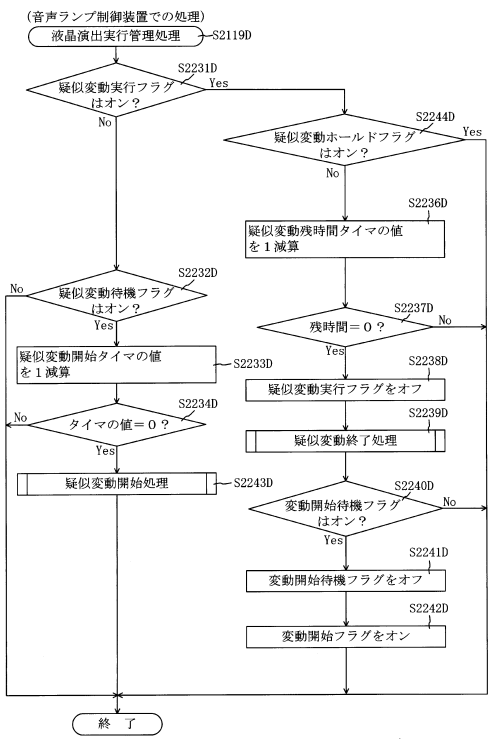 (音声ランプ制御装置での処理)
液晶演出実行管理処理
S2119D
S2231D
疑似変動実行フラグ
はオン?
Yes
No
S2244D
疑似変動ホールドフラグ
はオン?
Yes
No
S2236D
疑似変動残時間タイマの値
を1減算
S2232D
疑似変動待機フラグ
はオン?
No
Yes
S2237D
残時間=0?
No
Yes
疑似変動開始タイマの値
を1減算
S2233D
S2238D
疑似変動実行フラグをオフ
S2234D
タイマの値=0?
No
Yes
S2239D
疑似変動終了処理
疑似変動開始処理
S2243D
S2240D
変動開始待機フラグ
はオン?
No
Yes
S2241D
変動開始待機フラグをオフ
S2242D
変動開始フラグをオン
終 了